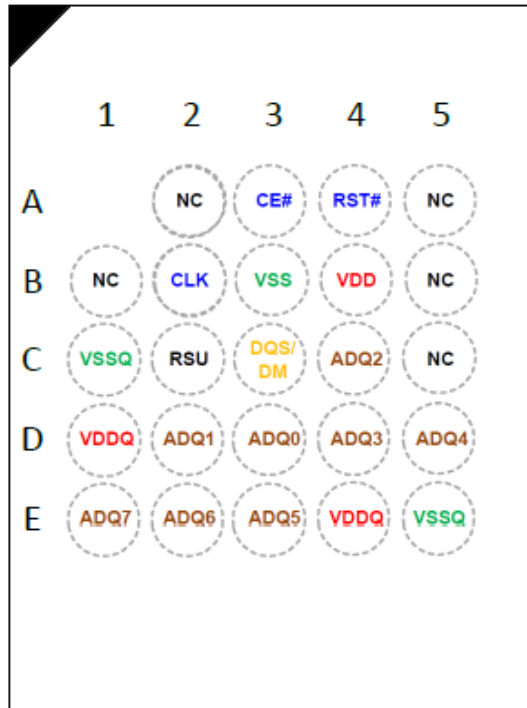 1 2 3 4 5
A NC CE# RST# NC
B NC CLK VSS VDD NC
C VSSQ RSU DQS/ DM ADQ2 NC
D VDDQ ADQ1 ADQ0 ADQ3 ADQ4
E ADQ7 ADQ6 ADQ5 VDDQ VSSQ